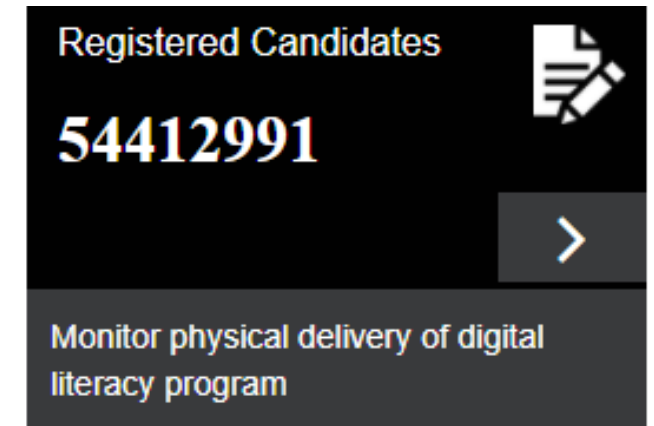 Registered Candidates
54412991
Monitor physical delivery of digital
literacy program